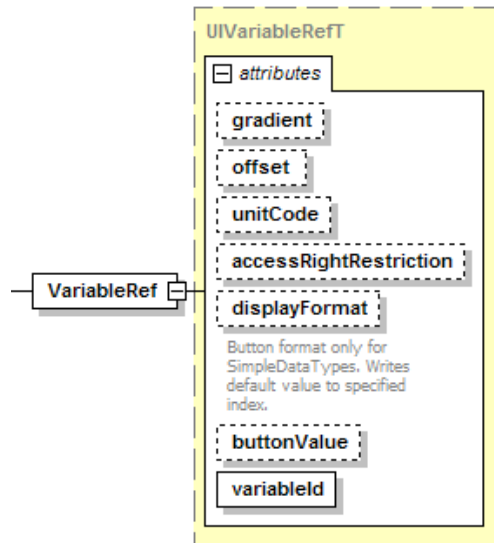 UIVariableRefT
attributes
gradient
offset
unitCode
accessRightRestriction
VariableRef
displayFormat
Button format only for
SimpleDataTypes. Writes
default value to specified
index.
buttonValue
variableId